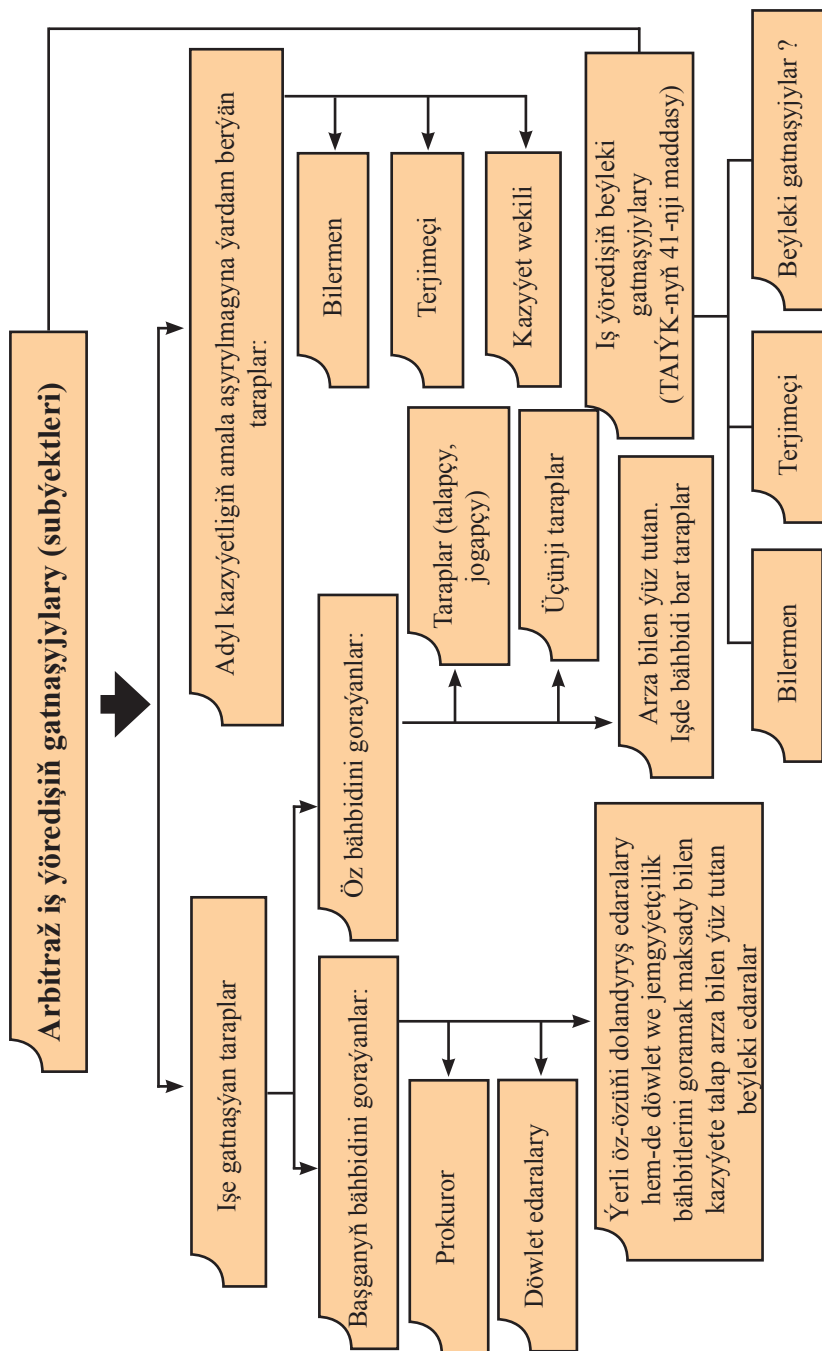 Arbitraž iş ýöredişiň gatnaşyjylary (subýektleri)
Işe gatnaşýan taraplar
Başganyň bähbidini goraýanlar:
Prokuror
Döwlet edaralary
Ýerli öz-özüňi dolandyryş edaralary
hem-de döwlet we jemgyýetçilik
bähbitlerini goramak maksady bilen
kazyýete talap arza bilen ýüz tutan
beýleki edaralar
Öz bähbidini goraýanlar:
Taraplar (talapçy,
jogapçy)
Üçünji taraplar
Arza bilen ýüz tutan.
Işde bähbidi bar taraplar
Adyl kazyýetligiň amala aşyrylmagyna ýardam berýän
taraplar:
Bilermen
Terjimeçi
Kazyýet wekili
Iş ýöredişiň beýleki
gatnaşyjylary
(TAIÝK-nyň 41-nji maddasy)
Bilermen
Terjimeçi
Beýleki gatnaşyjylar ?